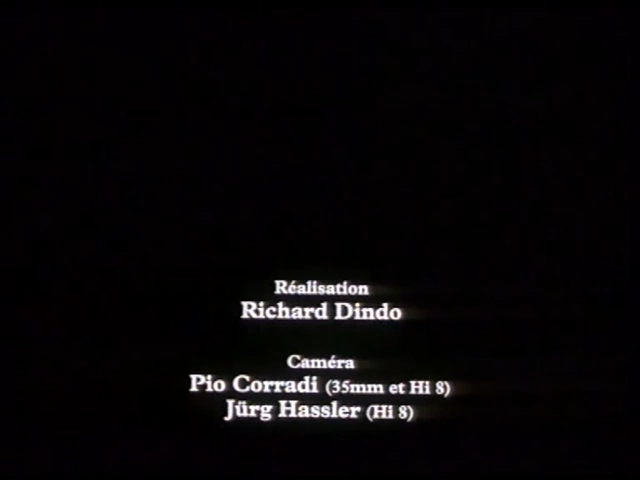 Réalisation
Richard Dindo
Caméra
Pio Corradi (35mm et Hi 8)
Jürg Hassler (Hi 8)